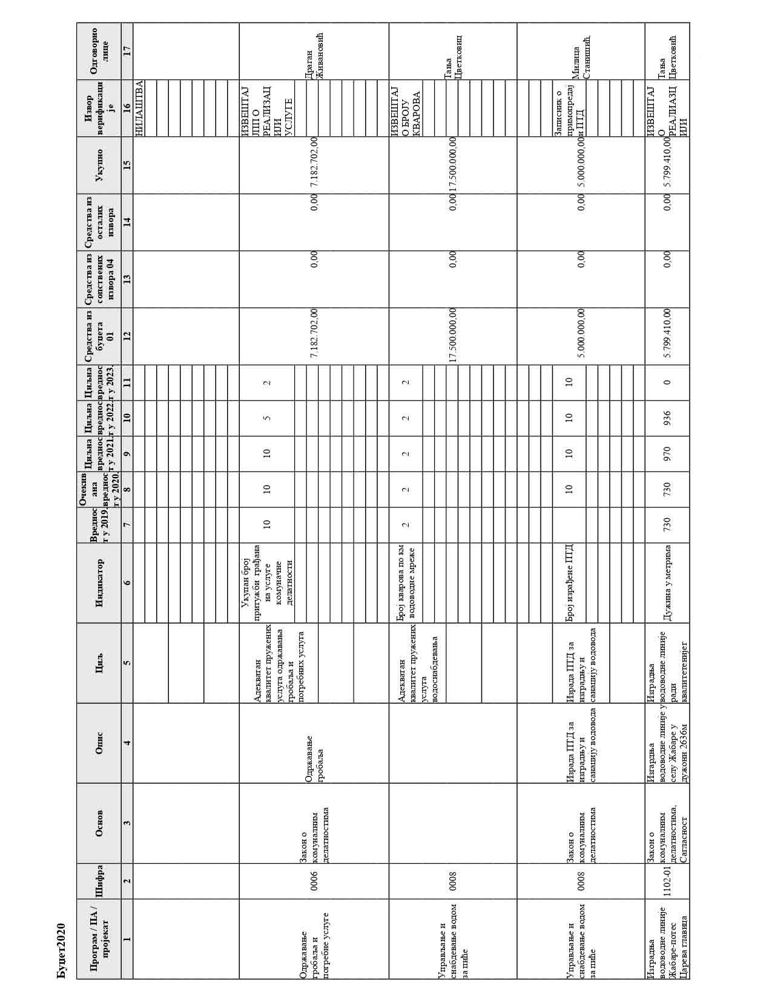 Буџет2020
Програм / ПА /
пројекат
Шифра
Основ
Опис
Циљ
Индикатор
Вреднос
т у 2019.
Очекив
ана
вреднос
т у 2020.
Циљна
вреднос
т у 2021.
Циљна
вреднос
т у 2022.
Циљна
вреднос
т у 2023.
Средства из
буџета
01
Средства из
сопствених
извора 04
Средства из
осталих
извора
Укупно
Извор
верификаци
је
Одговорно
лице
1 2 3 4 5 6 7 8 9 10 11 12 13 14 15 16 17
НИЛАШТВА
Одржавање
гробаља и
погребне услуге
0006
Закон о
комуналним
делатностима
Одржавање
гробаља
Адекватан
квалитет пружених
услуга одржавања
гробаља и
погребних услуга
Укупан број
притужби грађана
на услуге
комуначне
делатности
10 10 10 5 2
7.182.702,00 0,00 0,00 7.182.702,00
ИЗВЕШТАЈ
ЈПП О
РЕАЛИЗАЦ
ИЈИ
УСЛУГЕ
Драган
Живановић
Управљање и
снабдевање водом
за пиће
0008
Адекватан
квалитет пружених
услуга
водоснабдевања
Број кварова по км
водоводне мреже
2 2 2 2 2
17.500.000,00 0,00 0,00 17.500.000,00
ИЗВЕШТАЈ
О БРОЈУ
КВАРОВА
Тања
Цветковиц
Управљање и
снабдевање водом
за пиће
0008
Закон о
комуналним
делатностима
Израда ПТД за
изградњу и
санацију водовода
Израда ПТД за
изградњу и
санацију водовода
Број израђене ПТД
10 10 10 10
5.000.000,00 0,00 0,00 5.000.000,00
Записник о
примопредај
и ПТД
Милица
Станишић,
Изградња
водоводне линије
Жабаре-потес
Царева главица
1102-01
Закон о
комуналним
делатностима,
Сагласност
Изгардња
водоводне линије у
селу Жабаре у
дужони 2636м
Изградња
водоводне линије
ради
квалитетенијег
Дужина у метрима
730 730 970 936 0
5.799.410,00 0,00 0,00 5.799.410,00
ИЗВЕШТАЈ
О
РЕАЛИАЗЦ
ИЈИ
Тања
Цветковић